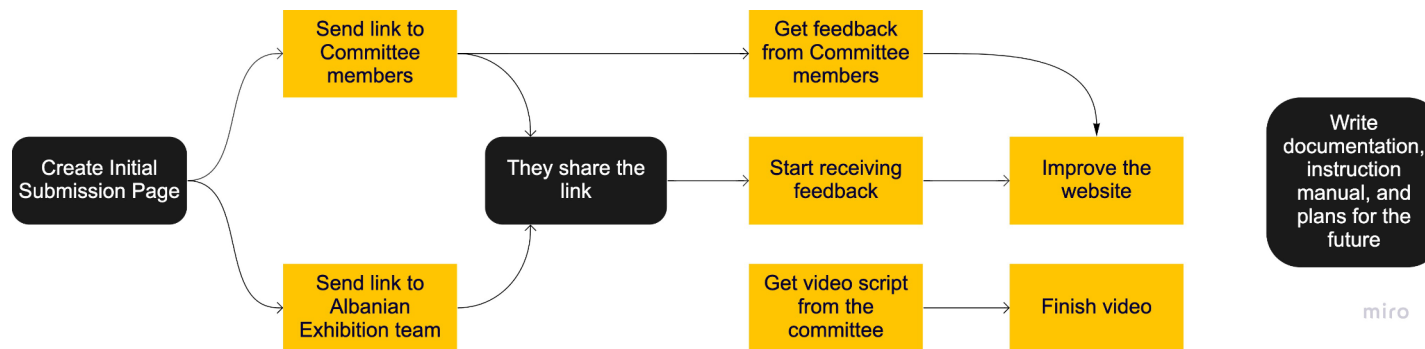 Create Initial
Submission Page
Send link to
Committee
members
Send link to
Albanian
Exhibition team
They share the
link
Get feedback
from Committee
members
Start receiving
feedback
Get video script
from the
committee
Improve the
website
Finish video
Write
documentation,
instruction
manual, and
plans for the
future
miro